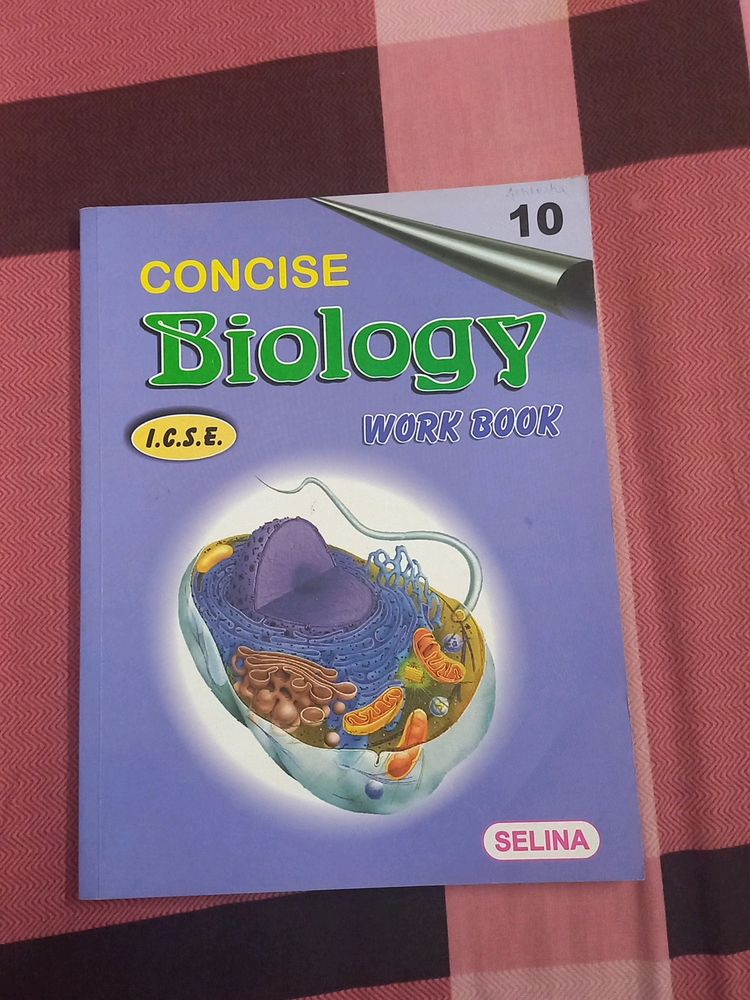 10
CONCISE
Biology
I.C.S.E.
WORK BOOK
SELINA